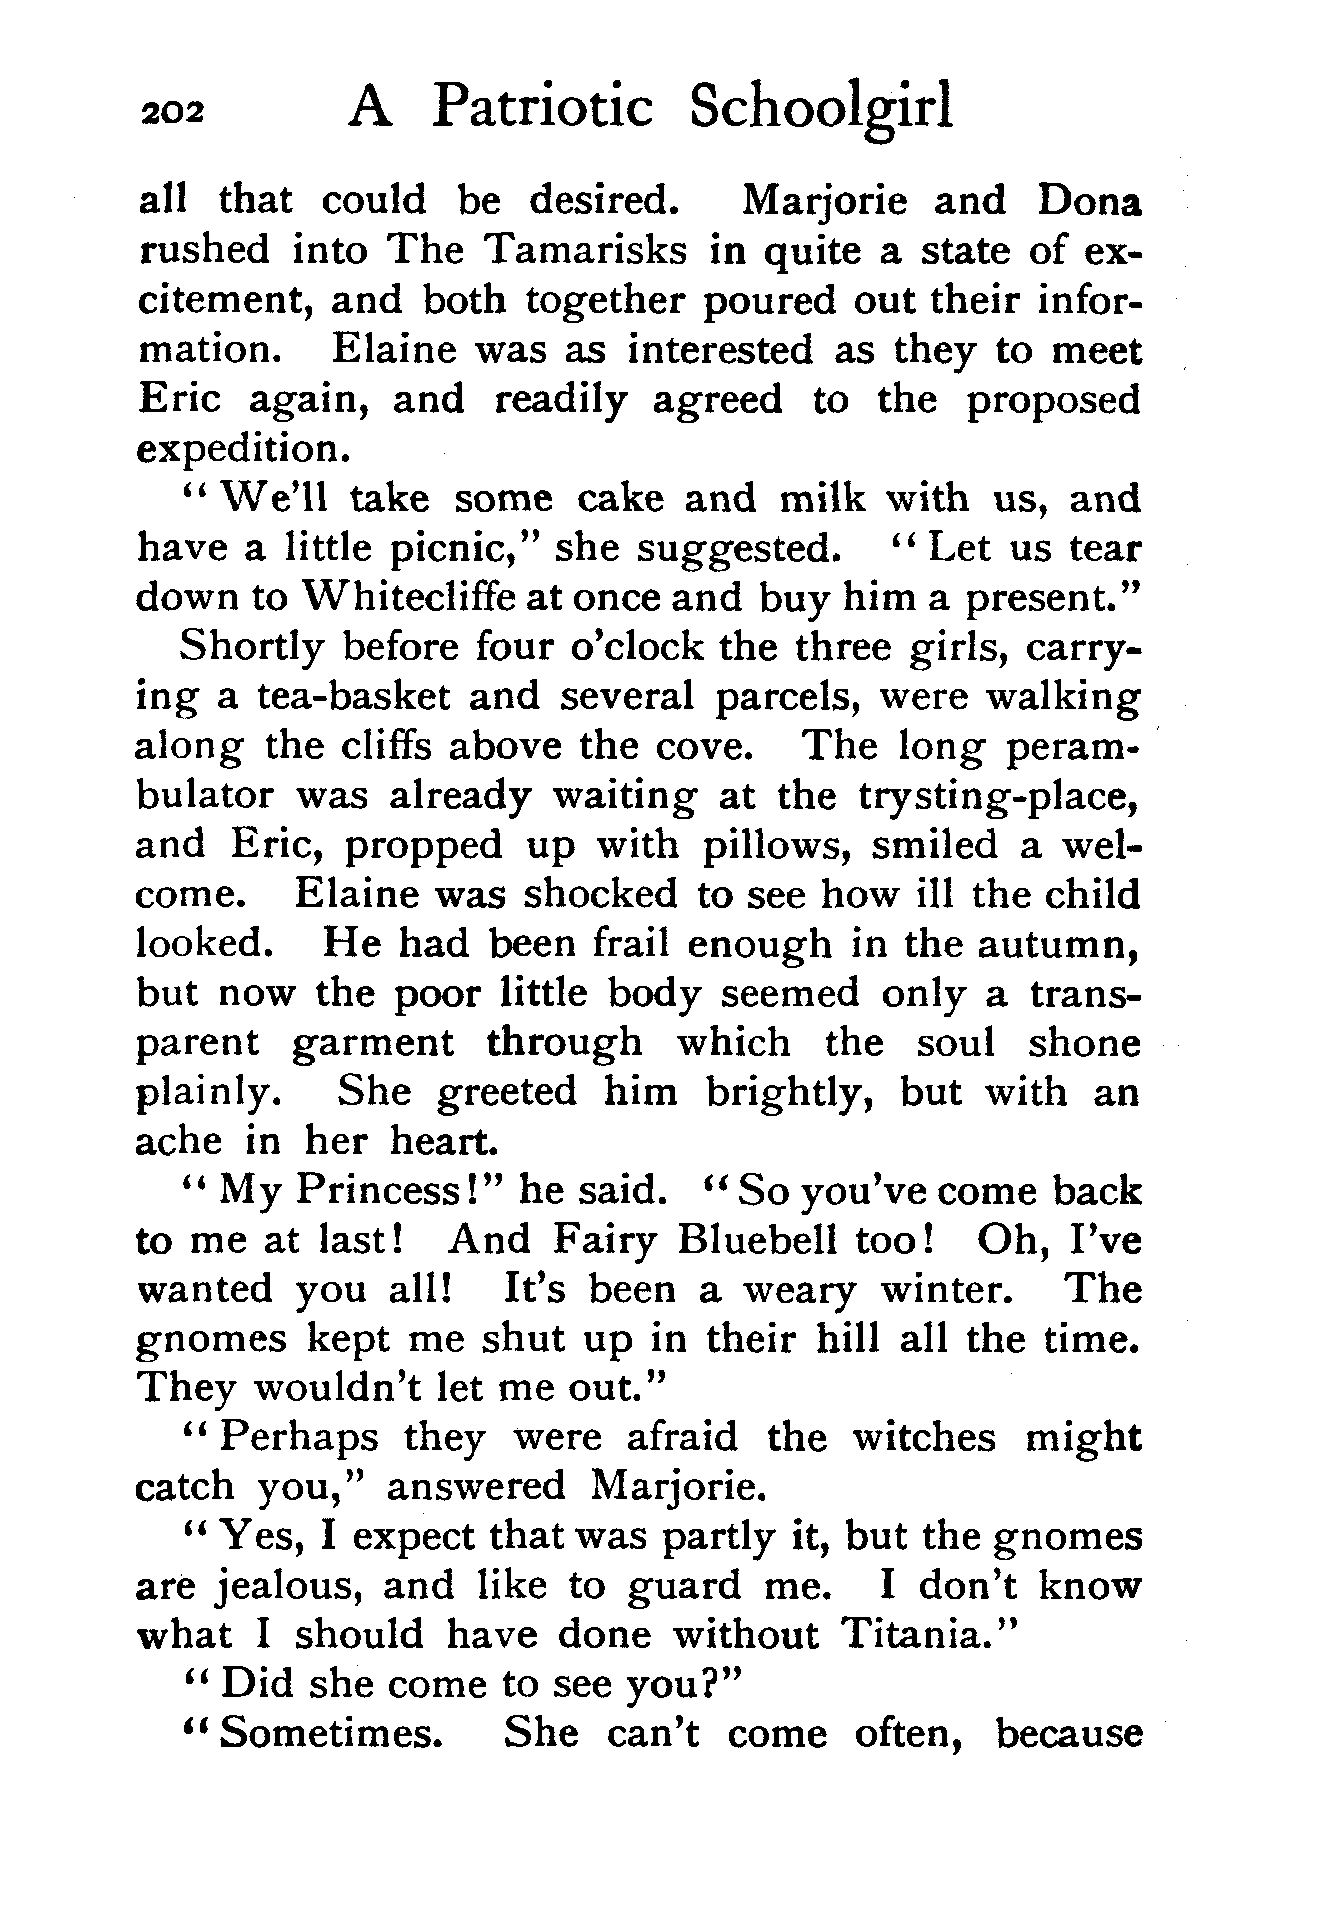 202 A Patriotic Schoolgirl
all that could be desired. Marjorie and Dona
rushed into The Tamarisks in quite a state of ex-
citement, and both together poured out their infor-
mation. Elaine was as interested as they to meet
Eric again, and readily agreed to the proposed
expedition.
“We’ll take some cake and milk with us, and
have a little picnic,” she suggested. “Let us tear
down to Whitecliffe at once and buy him a present.”
Shortly before four o’clock the three girls, carry-
ing a tea-basket and several parcels, were walking
along the cliffs above the cove. The long peram-
bulator was already waiting at the trysting-place,
and Eric, propped up with pillows, smiled a wel-
come. Elaine was shocked to see how ill the child
looked. He had been frail enough in the autumn,
but now the poor little body seemed only a trans-
parent garment through which the soul shone
plainly. She greeted him brightly, but with an
ache in her heart.
“My Princess!” he said. “So you’ve come back
to me at last! And Fairy Bluebell too! Oh, I’ve
wanted you all! It’s been a weary winter. The
gnomes kept me shut up in their hill all the time.
They wouldn’t let me out.”
“Perhaps they were afraid the witches might
catch you,” answered Marjorie.
“Yes, I expect that was partly it, but the gnomes
are jealous, and like to guard me. I don’t know
what I should have done without Titania.”
“Did she come to see you?”
“Sometimes. She can’t come often, because